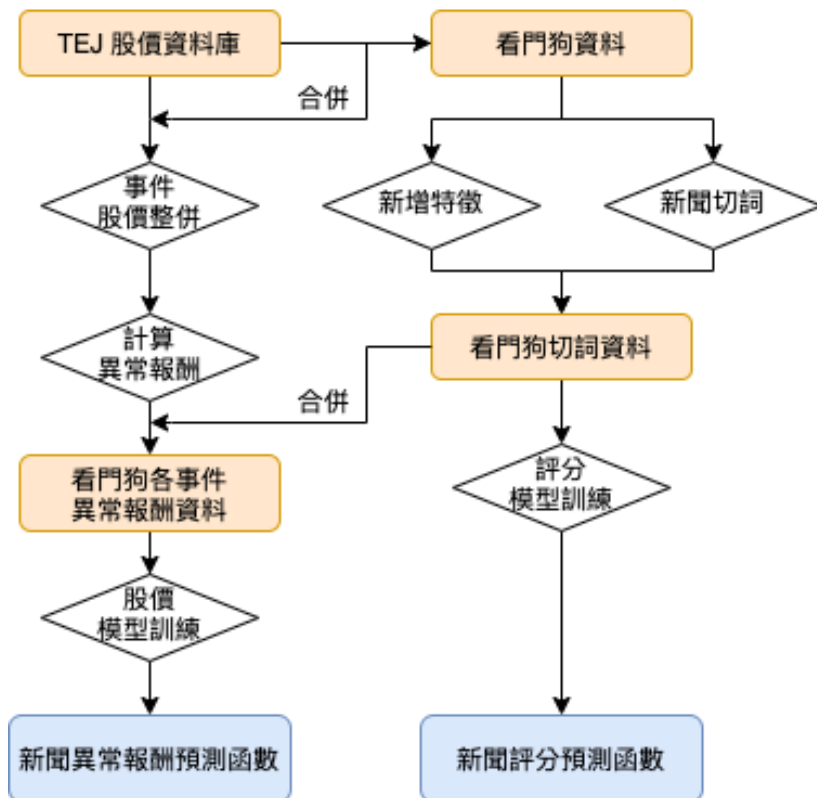 TEJ 股價資料庫
看門狗資料
合併
事件
股價整併
新增特徵
新聞切詞
計算
異常報酬
看門狗切詞資料
合併
看門狗各事件
異常報酬資料
評分
模型訓練
股價
模型訓練
新聞異常報酬預測函數
新聞評分預測函數